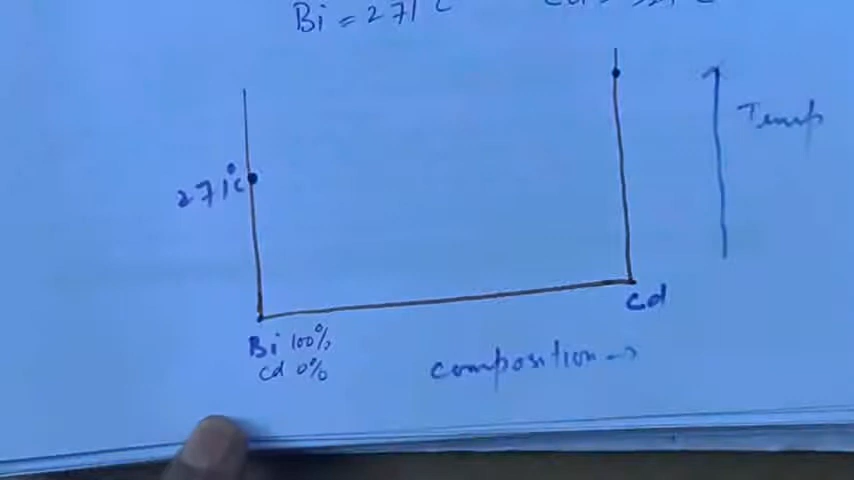 Bi = 271°C
Temp
271°C
Cd
Bi 100%
Cd 0%
composition →